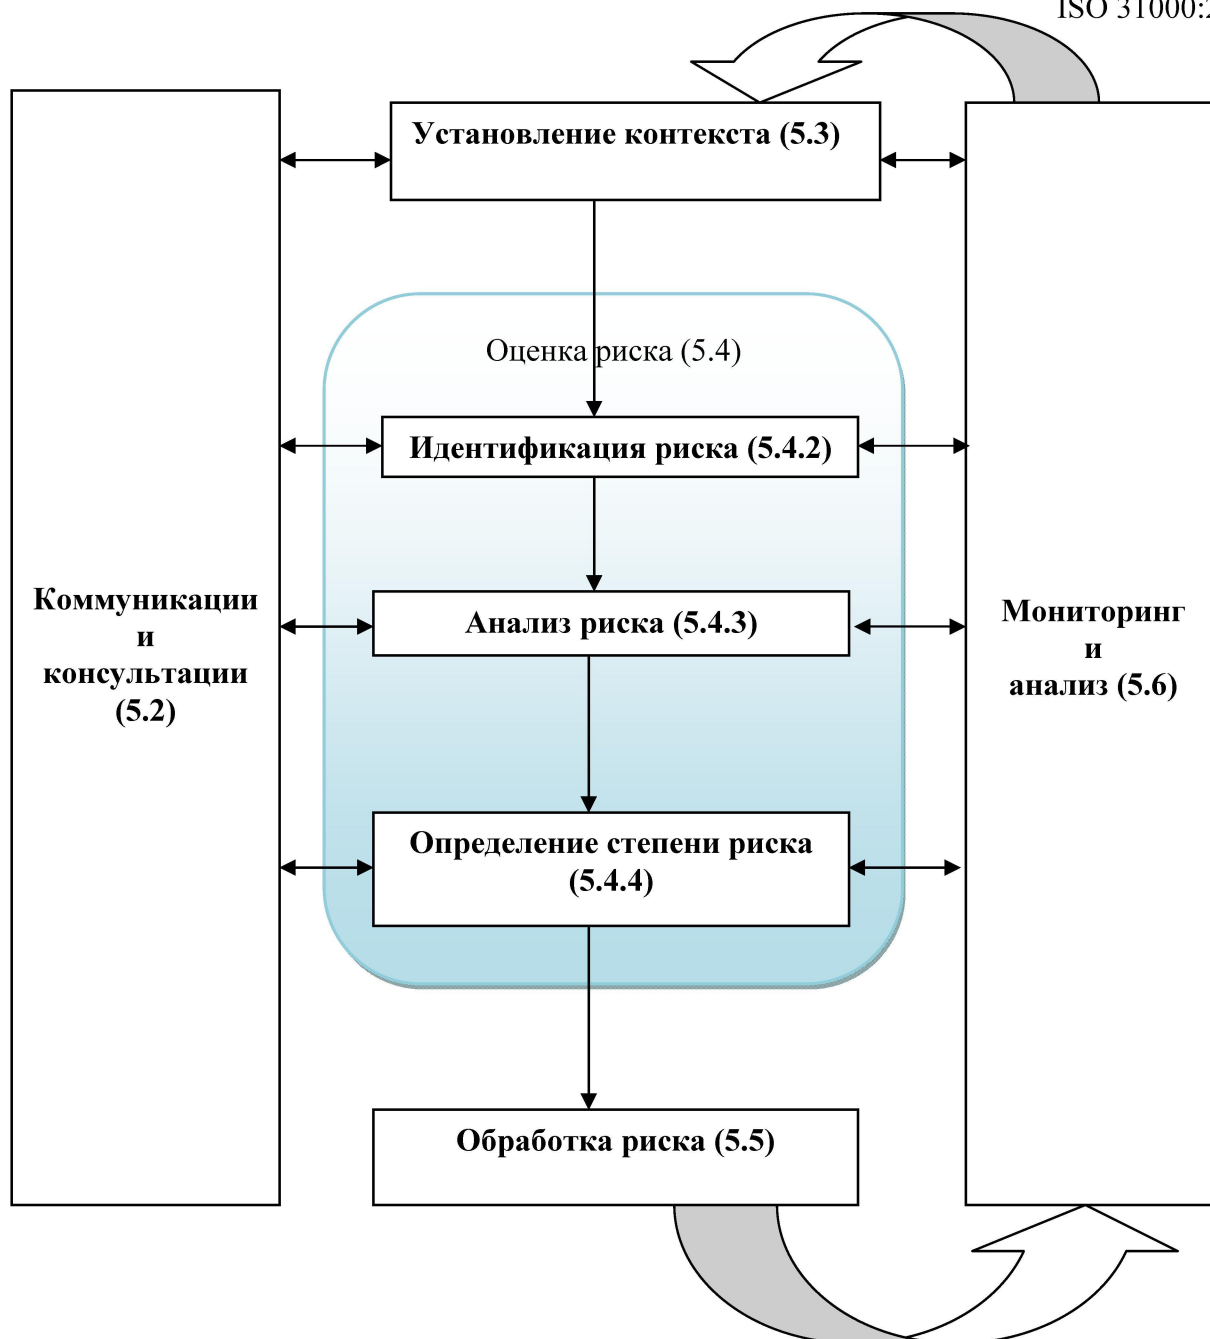 ISO 31000:2
Установление контекста (5.3)
Оценка риска (5.4)
Идентификация риска (5.4.2)
Коммуникации
и
консультации
(5.2)
Анализ риска (5.4.3)
Мониторинг
и
анализ (5.6)
Определение степени риска
(5.4.4)
Обработка риска (5.5)